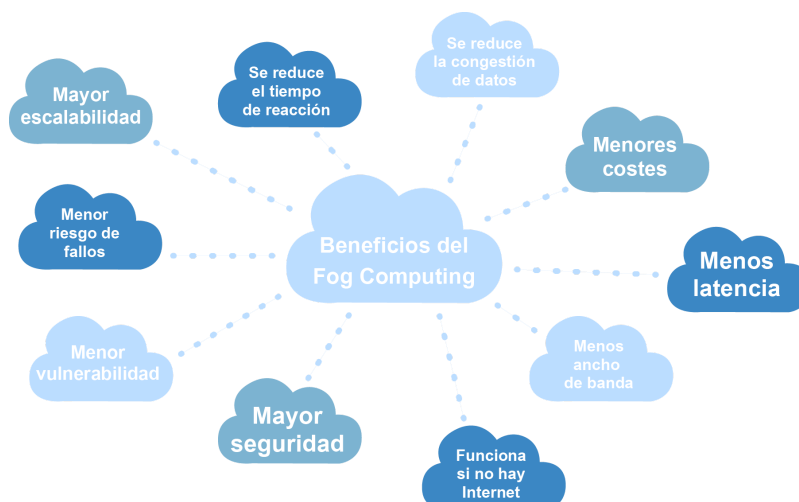 Se reduce
la congestión
de datos
Se reduce
el tiempo
de reacción
Mayor
escalabilidad
Menores
costes
Menor
riesgo de
fallos
Beneficios del
Fog Computing
Menos
latencia
Menor
vulnerabilidad
Menos
ancho
de banda
Mayor
seguridad
Funciona
si no hay
Internet